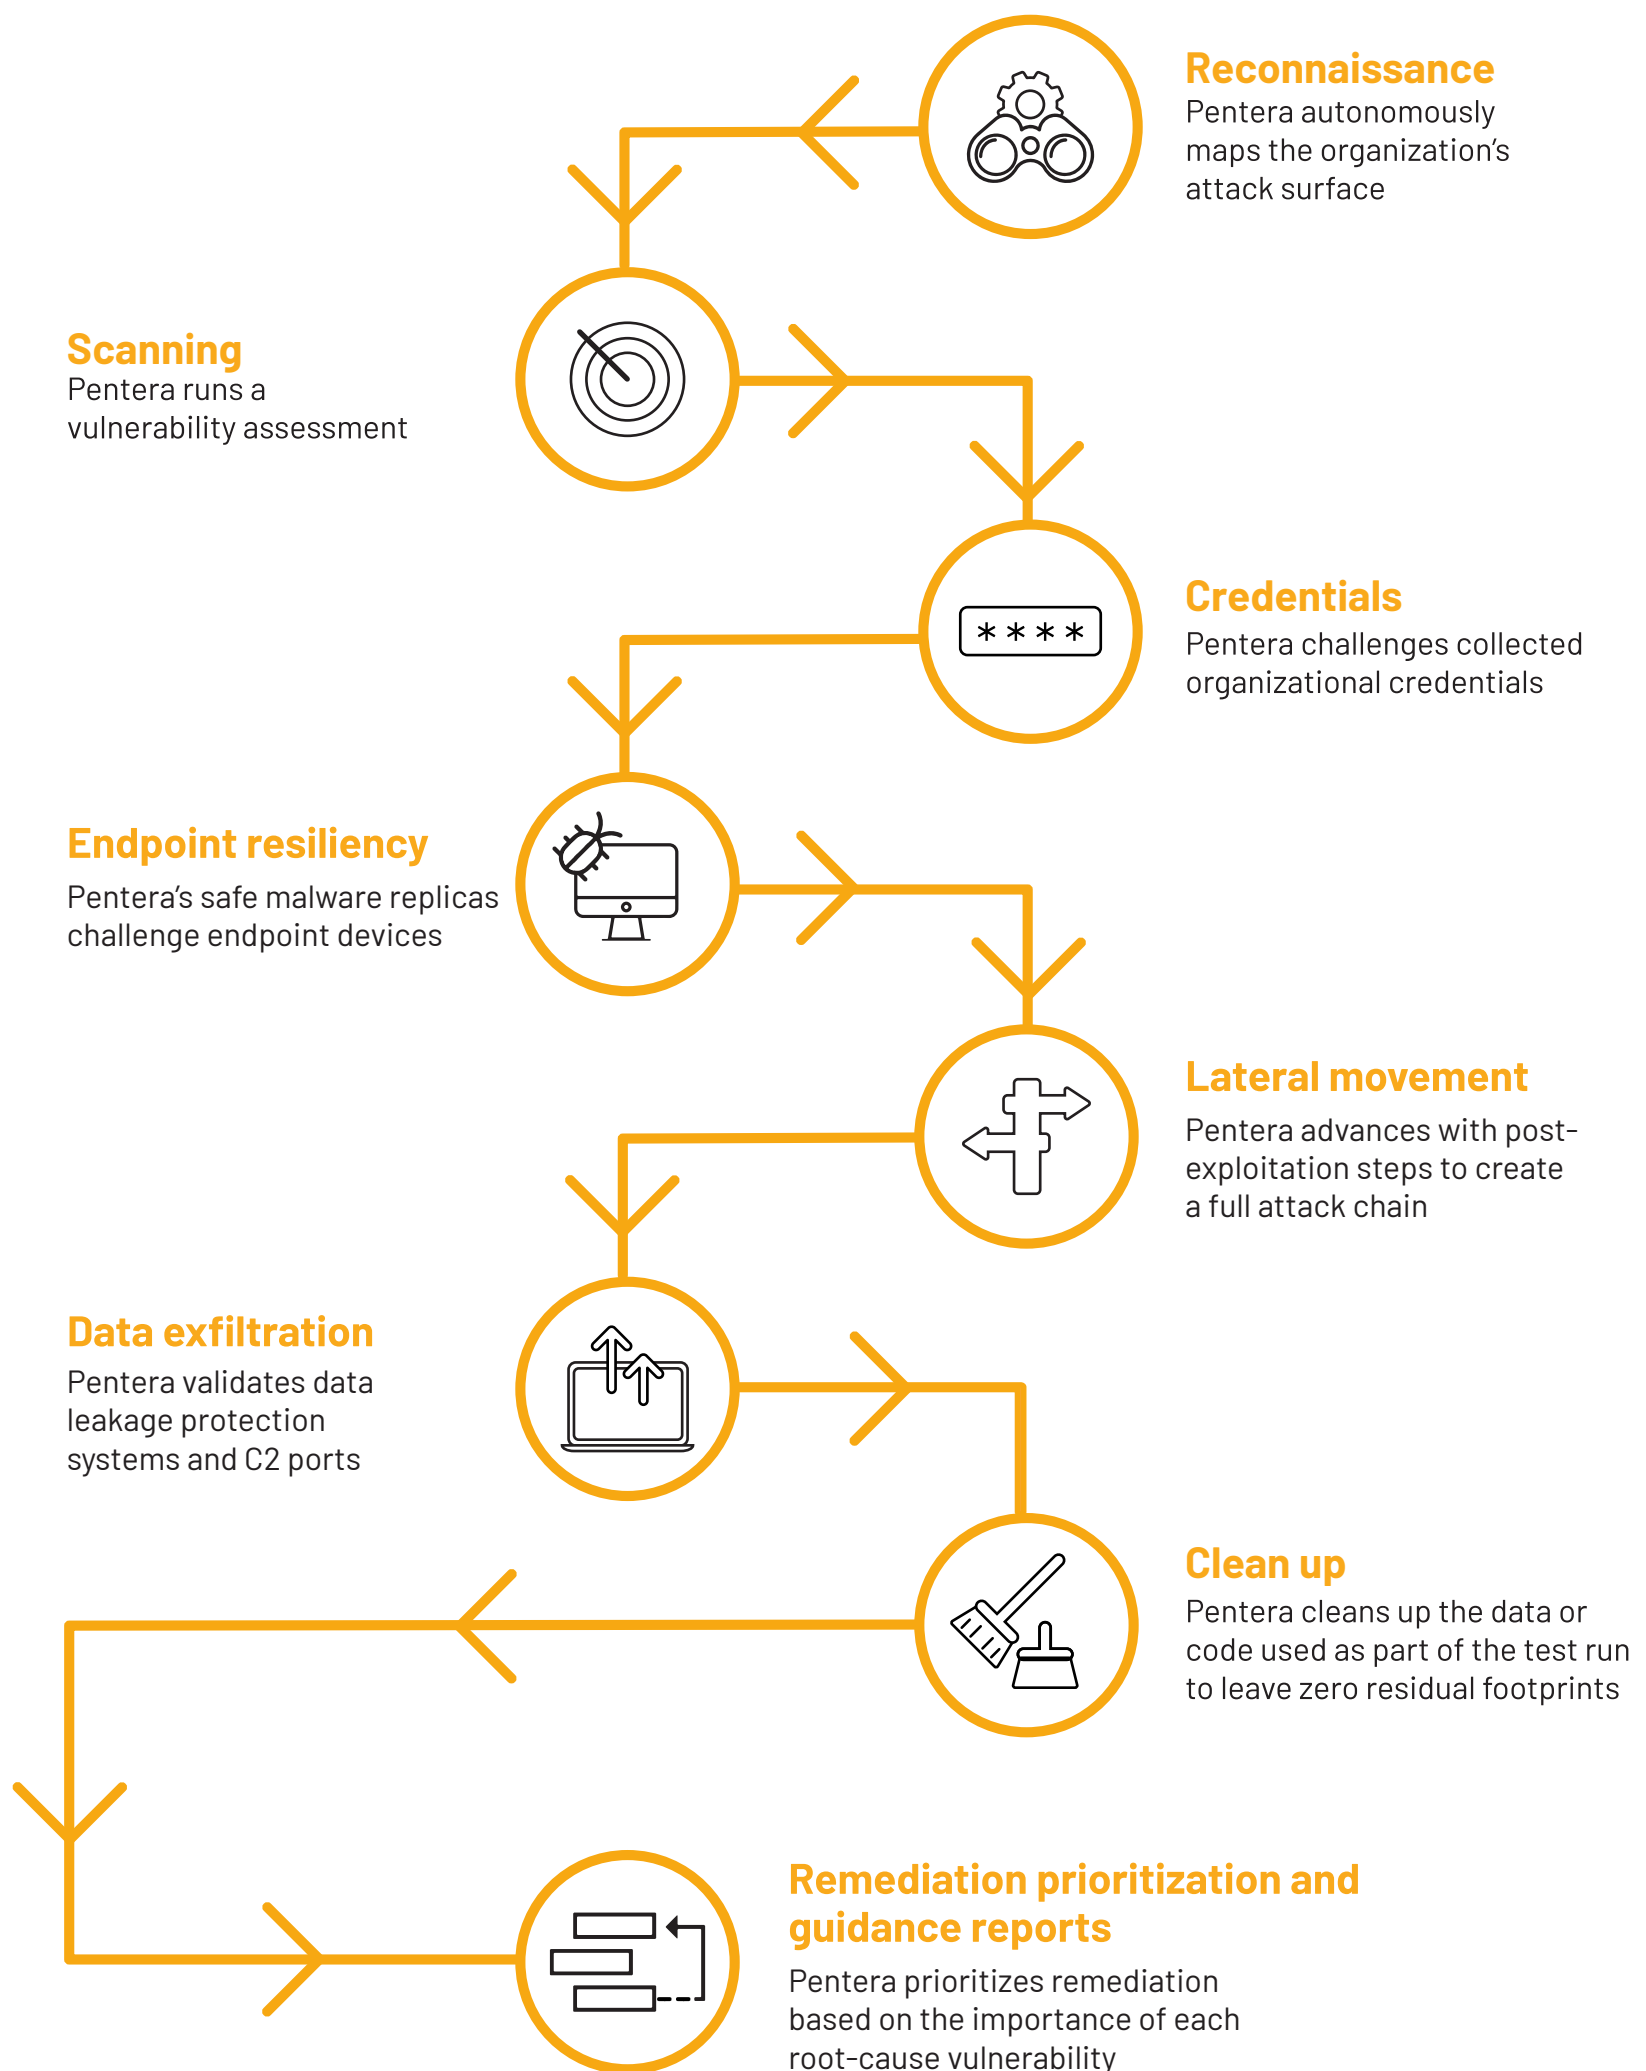 Reconnaissance
Pentera autonomously
maps the organization's
attack surface
Scanning
Pentera runs a
vulnerability assessment
* * * *
Credentials
Pentera challenges collected
organizational credentials
Endpoint resiliency
Pentera's safe malware replicas
challenge endpoint devices
Lateral movement
Pentera advances with post-
exploitation steps to create
a full attack chain
Data exfiltration
Pentera validates data
leakage protection
systems and C2 ports
Clean up
Pentera cleans up the data or
code used as part of the test run
to leave zero residual footprints
Remediation prioritization and
guidance reports
Pentera prioritizes remediation
based on the importance of each
root-cause vulnerability